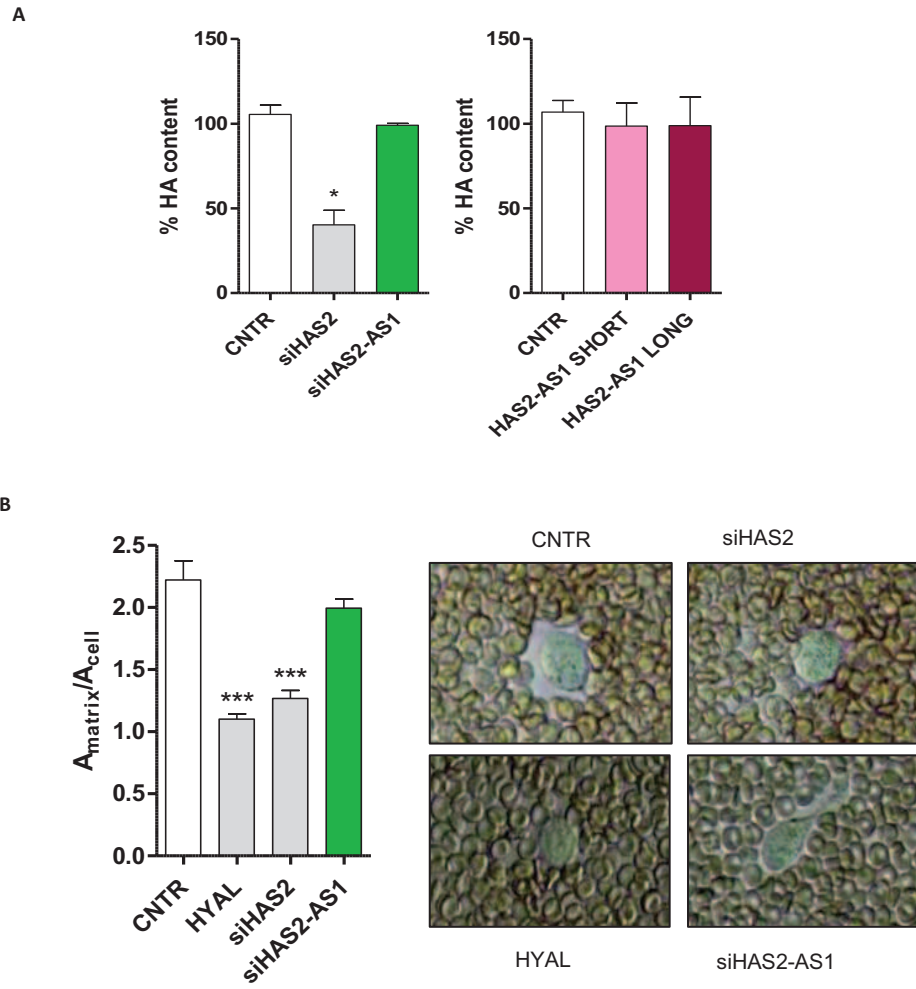 A
150
100
50
0
% HA content
*
CNTR
siHAS2
siHAS2-AS1
150
100
50
0
% HA content
CNTR
HAS2-AS1 SHORT
HAS2-AS1 LONG
B
2.5
2.0
1.5
1.0
0.5
0.0
Amatrix/Acell
***
***
CNTR
HYAL
siHAS2
siHAS2-AS1
CNTR
siHAS2
HYAL
siHAS2-AS1